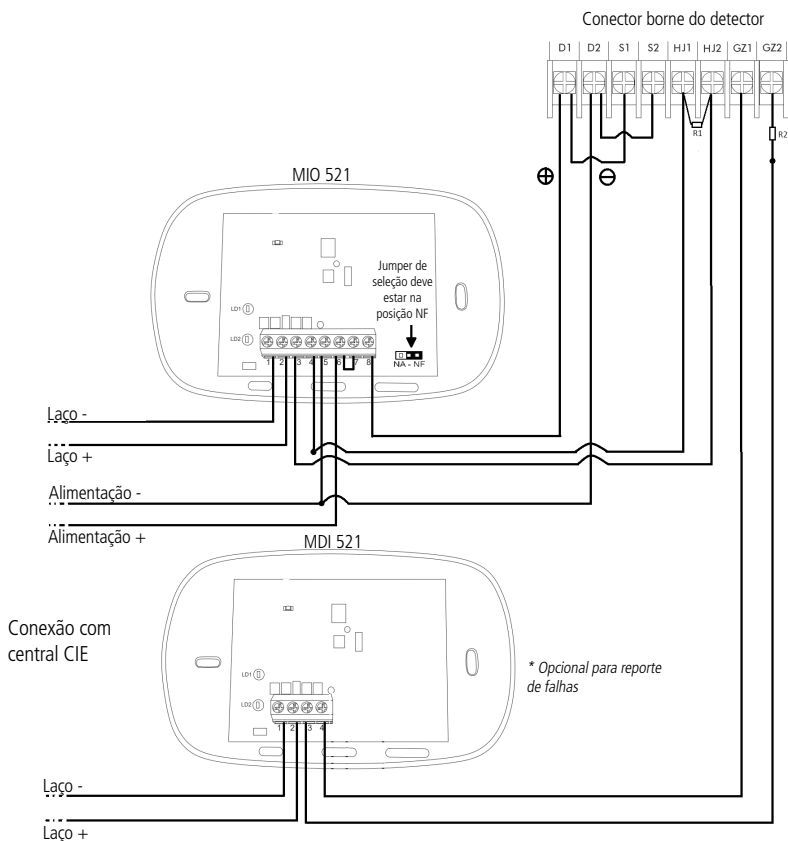 Conector borne do detector
D1 D2 S1 S2 HJ1 HJ2 GZ1 GZ2
R1
R2
MIO 521
Jumper de
seleção deve
estar na
posição NF
LD1
LD2
NA - NF
1 2 3 4 5 6 7 8
Laço -
Laço +
Alimentação -
Alimentação +
MDI 521
Conexão com
central CIE
* Opcional para reporte
de falhas
LD1
LD2
1 2 3 4
Laço -
Laço +